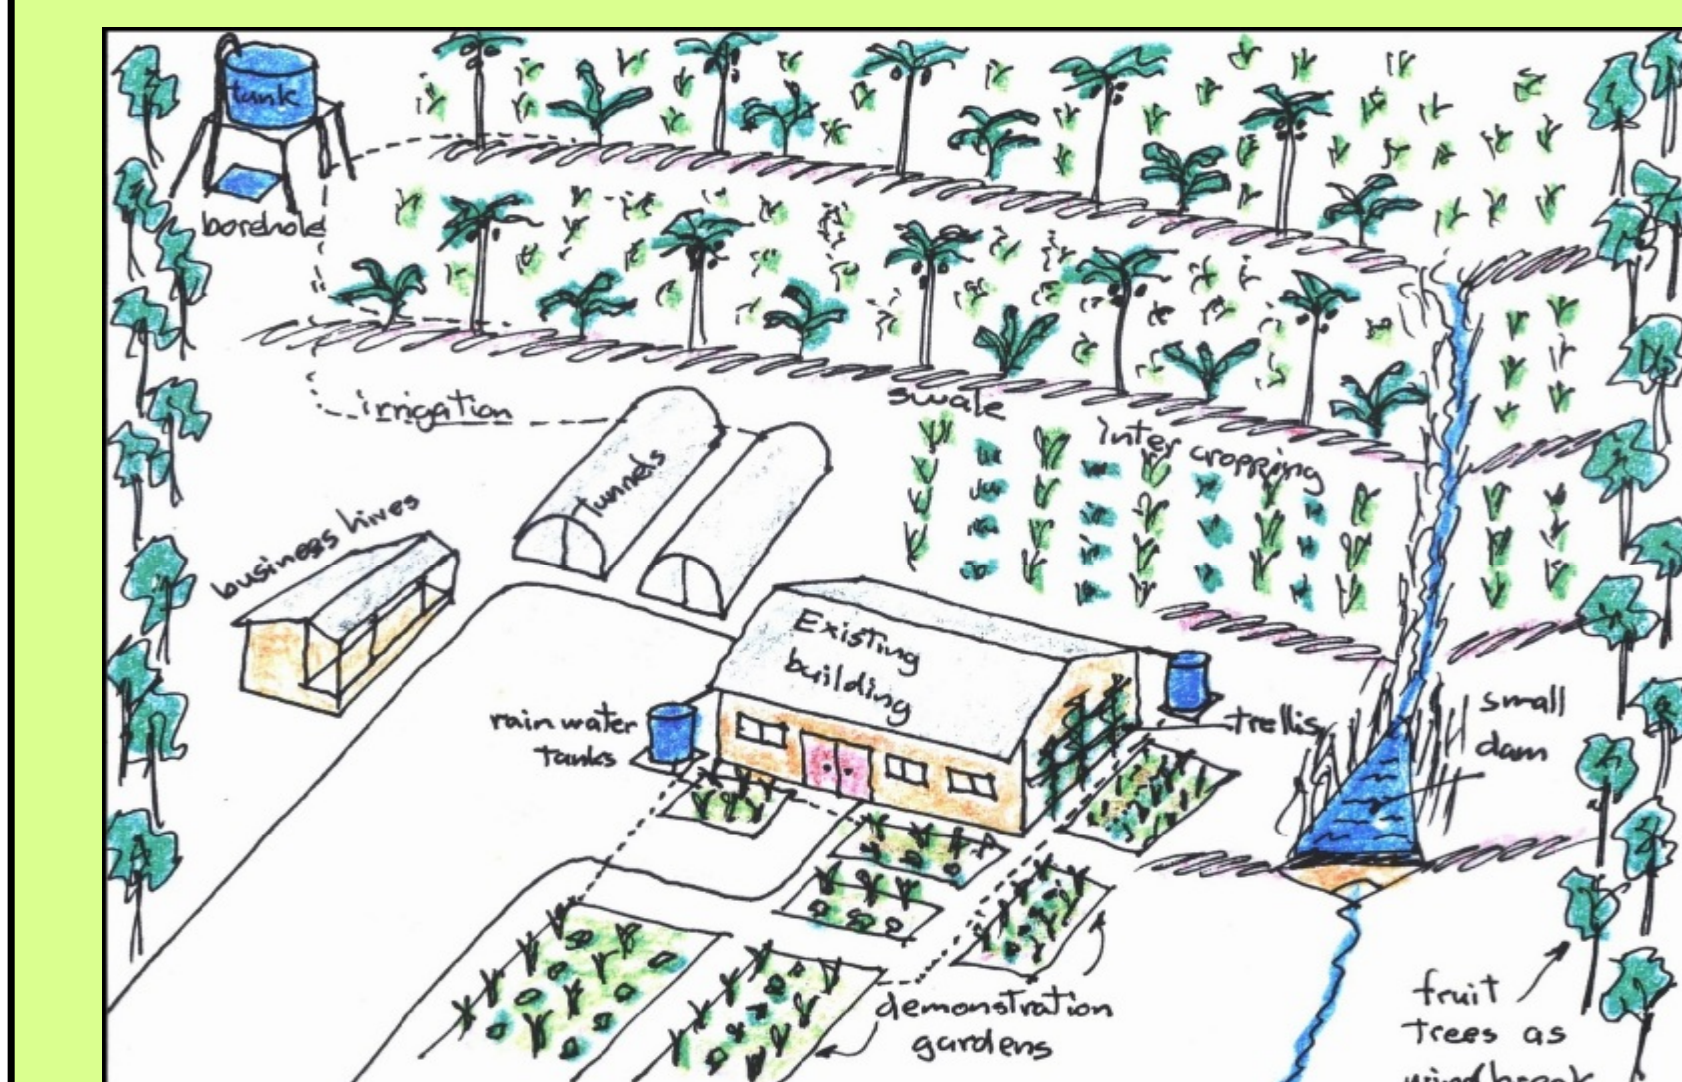 tank
borehole
irrigation
swale
inter cropping
tunnels
business hives
Existing
building
rain water
tanks
trellis
small
dam
demonstration
gardens
fruit
trees as
windbreak